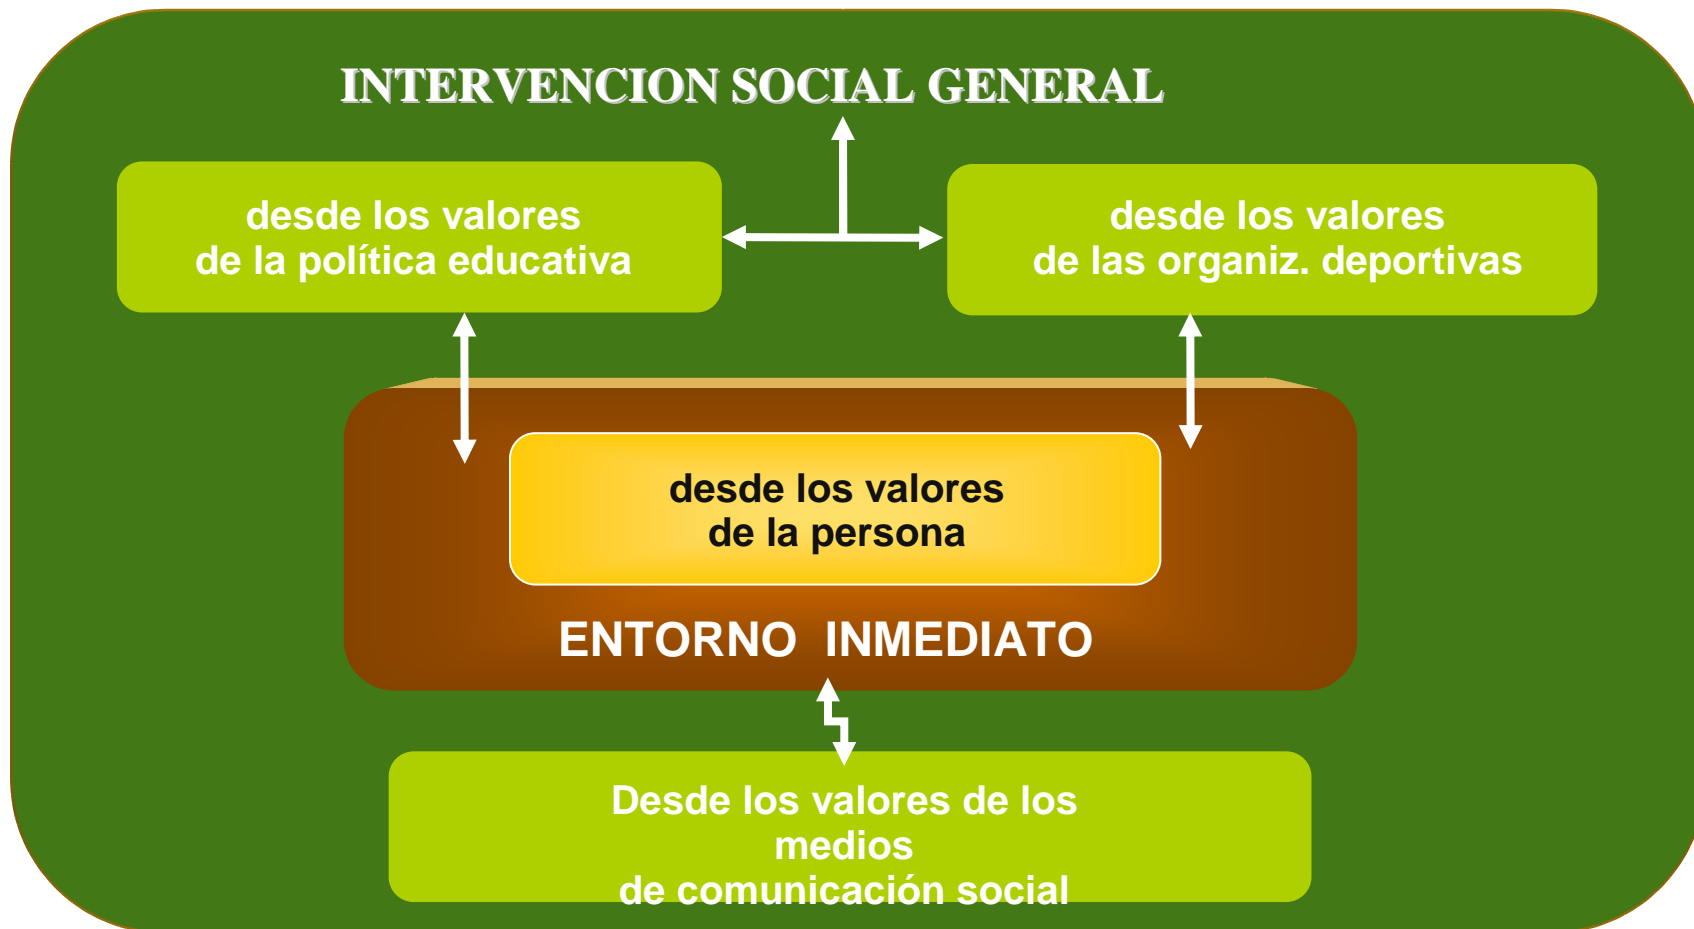 INTERVENCION SOCIAL GENERAL
desde los valores
de la política educativa
desde los valores
de las organiz. deportivas
desde los valores
de la persona
ENTORNO INMEDIATO
Desde los valores de los
medios
de comunicación social